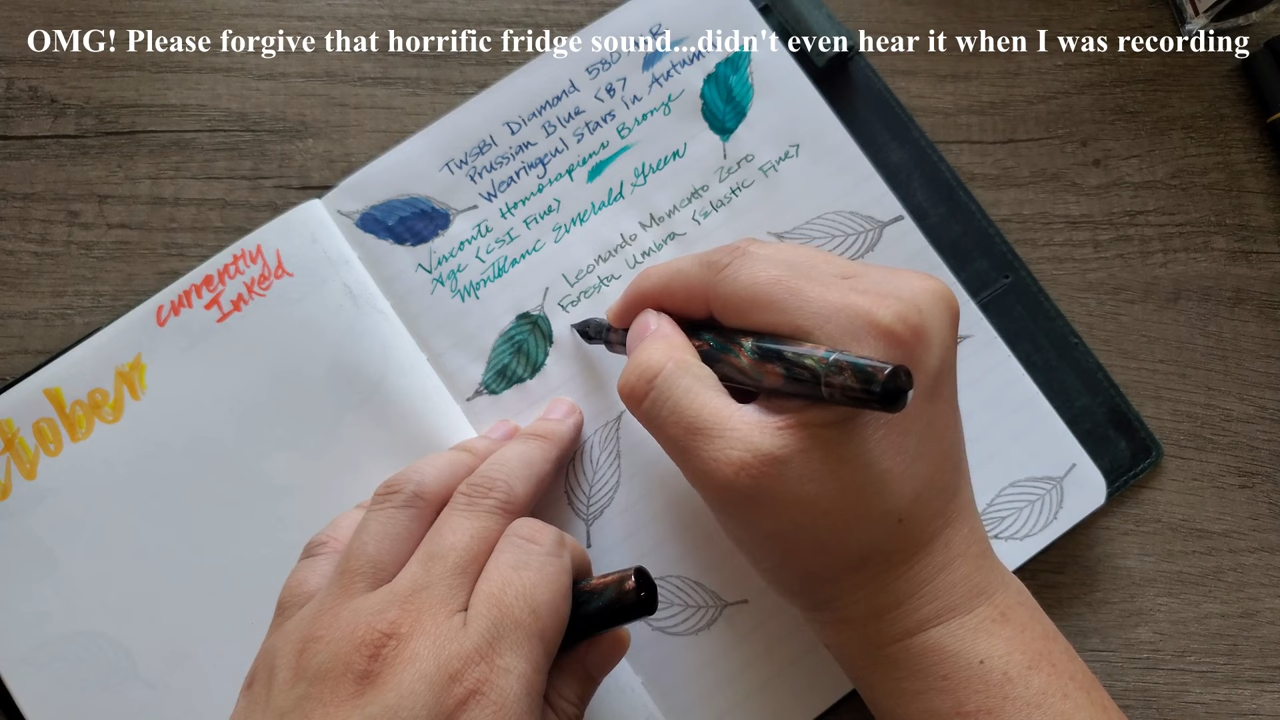 OMG! Please forgive that horrific fridge sound...didn't even hear it when I was recording
currently
Inked
TWSBI Diamond 580
Prussian Blue <B>
Wearingeul Stars in Autumn
Visconti Homosapiens Bronze
Age <CSI Fine>
Montblanc Emerald Green
Leonardo Momento Zero
Foresta Umbra <Elastic Fine>